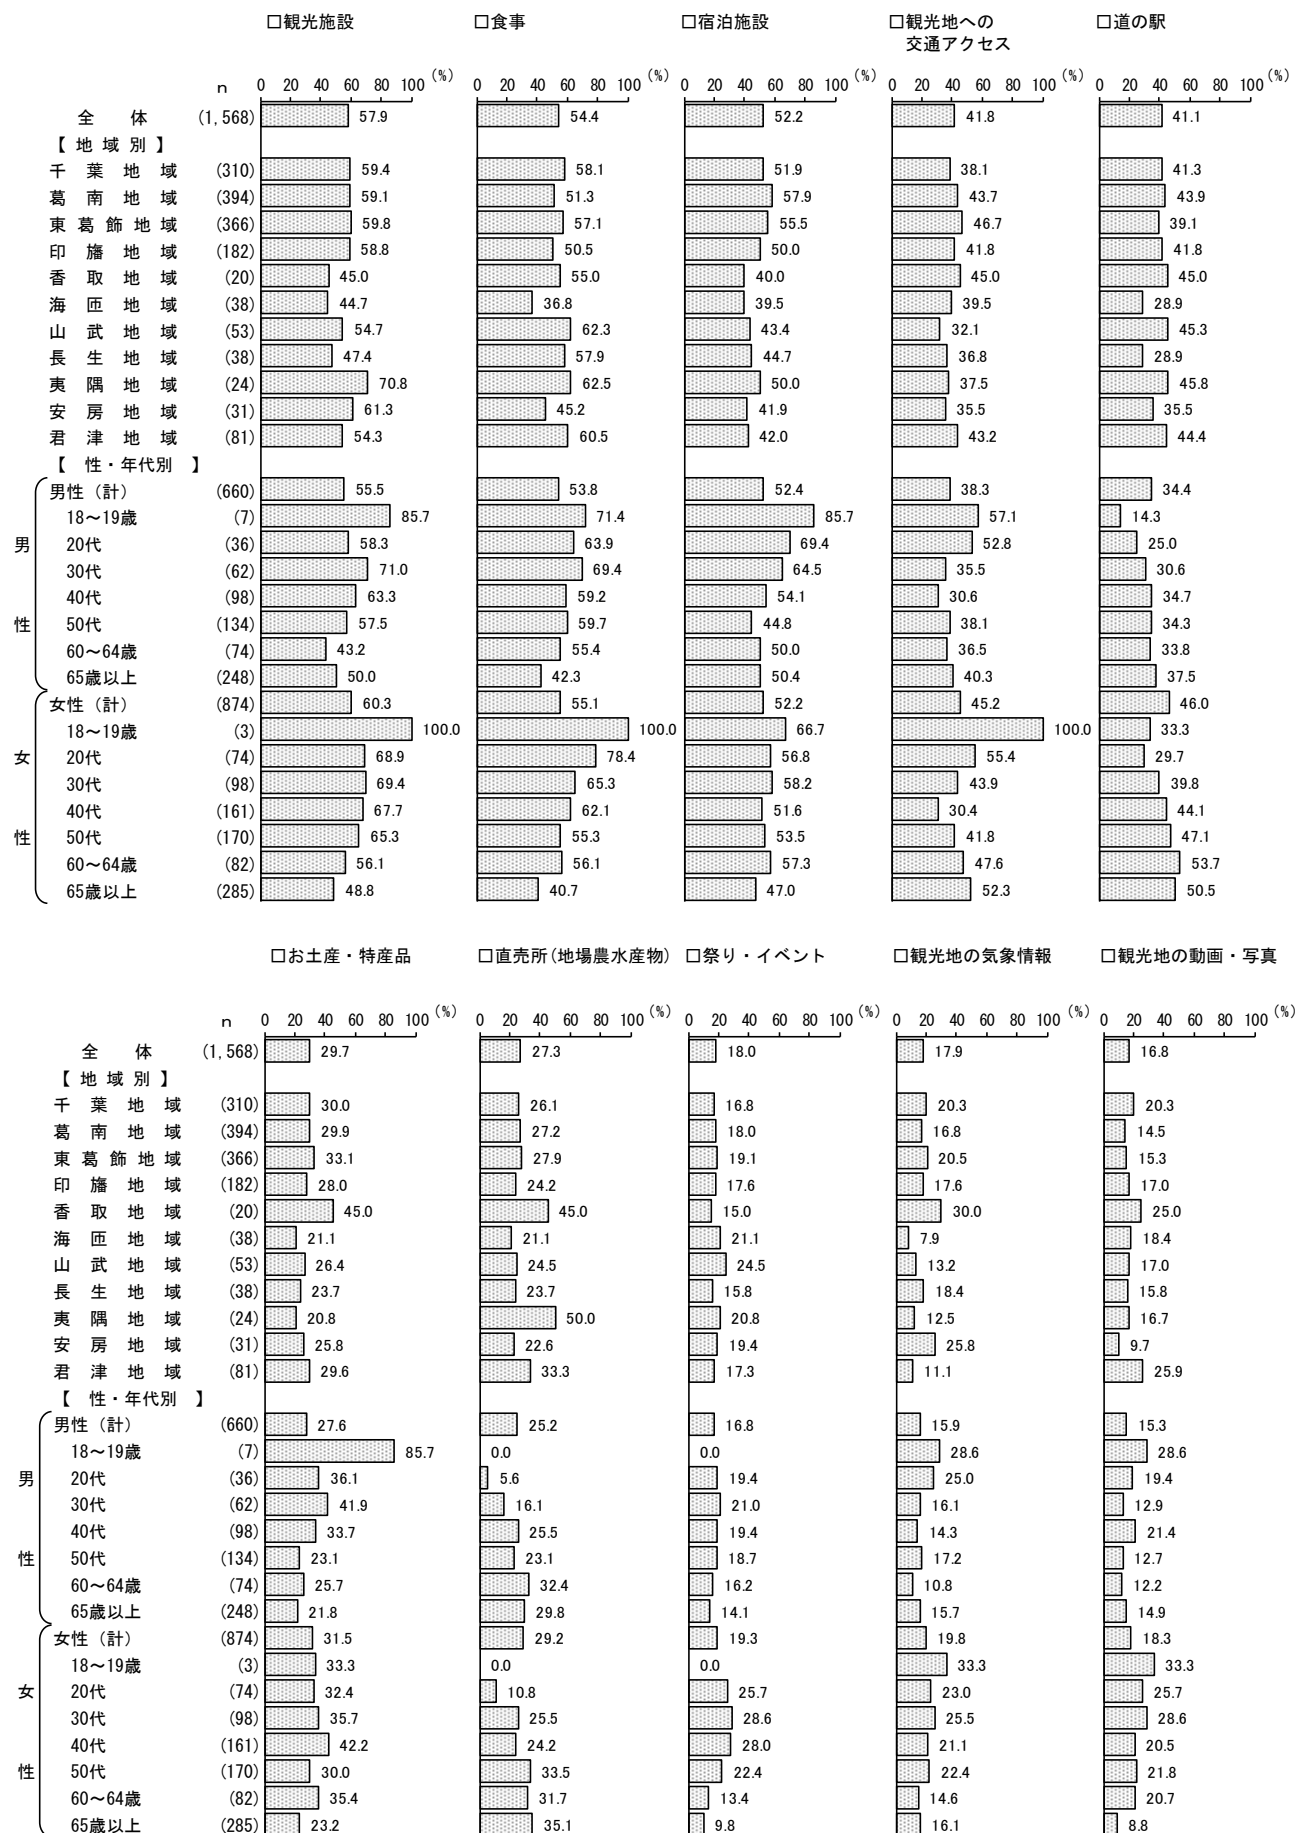 □観光施設 □食事 □宿泊施設 □観光地への □道の駅
交通アクセス
n 0 20 40 60 80 100 (%) 0 20 40 60 80 100 (%) 0 20 40 60 80 100 (%) 0 20 40 60 80 100 (%) 0 20 40 60 80 100 (%)
全 体 (1,568) 57.9 54.4 52.2 41.8 41.1
【 地 域 別 】
千 葉 地 域 (310) 59.4 58.1 51.9 38.1 41.3
葛 南 地 域 (394) 59.1 51.3 57.9 43.7 43.9
東 葛 飾 地 域 (366) 59.8 57.1 55.5 46.7 39.1
印 旛 地 域 (182) 58.8 50.5 50.0 41.8 41.8
香 取 地 域 (20) 45.0 55.0 40.0 45.0 45.0
海 匝 地 域 (38) 44.7 36.8 39.5 39.5 28.9
山 武 地 域 (53) 54.7 62.3 43.4 32.1 45.3
長 生 地 域 (38) 47.4 57.9 44.7 36.8 28.9
夷 隅 地 域 (24) 70.8 62.5 50.0 37.5 45.8
安 房 地 域 (31) 61.3 45.2 41.9 35.5 35.5
君 津 地 域 (81) 54.3 60.5 42.0 43.2 44.4
【 性・年代別 】
男性（計） (660) 55.5 53.8 52.4 38.3 34.4
18～19歳 (7) 85.7 71.4 85.7 57.1 14.3
男 20代 (36) 58.3 63.9 69.4 52.8 25.0
30代 (62) 71.0 69.4 64.5 35.5 30.6
40代 (98) 63.3 59.2 54.1 30.6 34.7
性 50代 (134) 57.5 59.7 44.8 38.1 34.3
60～64歳 (74) 43.2 55.4 50.0 36.5 33.8
65歳以上 (248) 50.0 42.3 50.4 40.3 37.5
女性（計） (874) 60.3 55.1 52.2 45.2 46.0
18～19歳 (3) 100.0 100.0 66.7 100.0 33.3
女 20代 (74) 68.9 78.4 56.8 55.4 29.7
30代 (98) 69.4 65.3 58.2 43.9 39.8
40代 (161) 67.7 62.1 51.6 30.4 44.1
性 50代 (170) 65.3 55.3 53.5 41.8 47.1
60～64歳 (82) 56.1 56.1 57.3 47.6 53.7
65歳以上 (285) 48.8 40.7 47.0 52.3 50.5
□お土産・特産品 □直売所(地場農水産物) □祭り・イベント □観光地の気象情報 □観光地の動画・写真
n 0 20 40 60 80 100 (%) 0 20 40 60 80 100 (%) 0 20 40 60 80 100 (%) 0 20 40 60 80 100 (%) 0 20 40 60 80 100 (%)
全 体 (1,568) 29.7 27.3 18.0 17.9 16.8
【 地 域 別 】
千 葉 地 域 (310) 30.0 26.1 16.8 20.3 20.3
葛 南 地 域 (394) 29.9 27.2 18.0 16.8 14.5
東 葛 飾 地 域 (366) 33.1 27.9 19.1 20.5 15.3
印 旛 地 域 (182) 28.0 24.2 17.6 17.6 17.0
香 取 地 域 (20) 45.0 45.0 15.0 30.0 25.0
海 匝 地 域 (38) 21.1 21.1 21.1 7.9 18.4
山 武 地 域 (53) 26.4 24.5 24.5 13.2 17.0
長 生 地 域 (38) 23.7 23.7 15.8 18.4 15.8
夷 隅 地 域 (24) 20.8 50.0 20.8 12.5 16.7
安 房 地 域 (31) 25.8 22.6 19.4 25.8 9.7
君 津 地 域 (81) 29.6 33.3 17.3 11.1 25.9
【 性・年代別 】
男性（計） (660) 27.6 25.2 16.8 15.9 15.3
18～19歳 (7) 85.7 0.0 0.0 28.6 28.6
男 20代 (36) 36.1 5.6 19.4 25.0 19.4
30代 (62) 41.9 16.1 21.0 16.1 12.9
40代 (98) 33.7 25.5 19.4 14.3 21.4
性 50代 (134) 23.1 23.1 18.7 17.2 12.7
60～64歳 (74) 25.7 32.4 16.2 10.8 12.2
65歳以上 (248) 21.8 29.8 14.1 15.7 14.9
女性（計） (874) 31.5 29.2 19.3 19.8 18.3
18～19歳 (3) 33.3 0.0 0.0 33.3 33.3
女 20代 (74) 32.4 10.8 25.7 23.0 25.7
30代 (98) 35.7 25.5 28.6 25.5 28.6
40代 (161) 42.2 24.2 28.0 21.1 20.5
性 50代 (170) 30.0 33.5 22.4 22.4 21.8
60～64歳 (82) 35.4 31.7 13.4 14.6 20.7
65歳以上 (285) 23.2 35.1 9.8 16.1 8.8